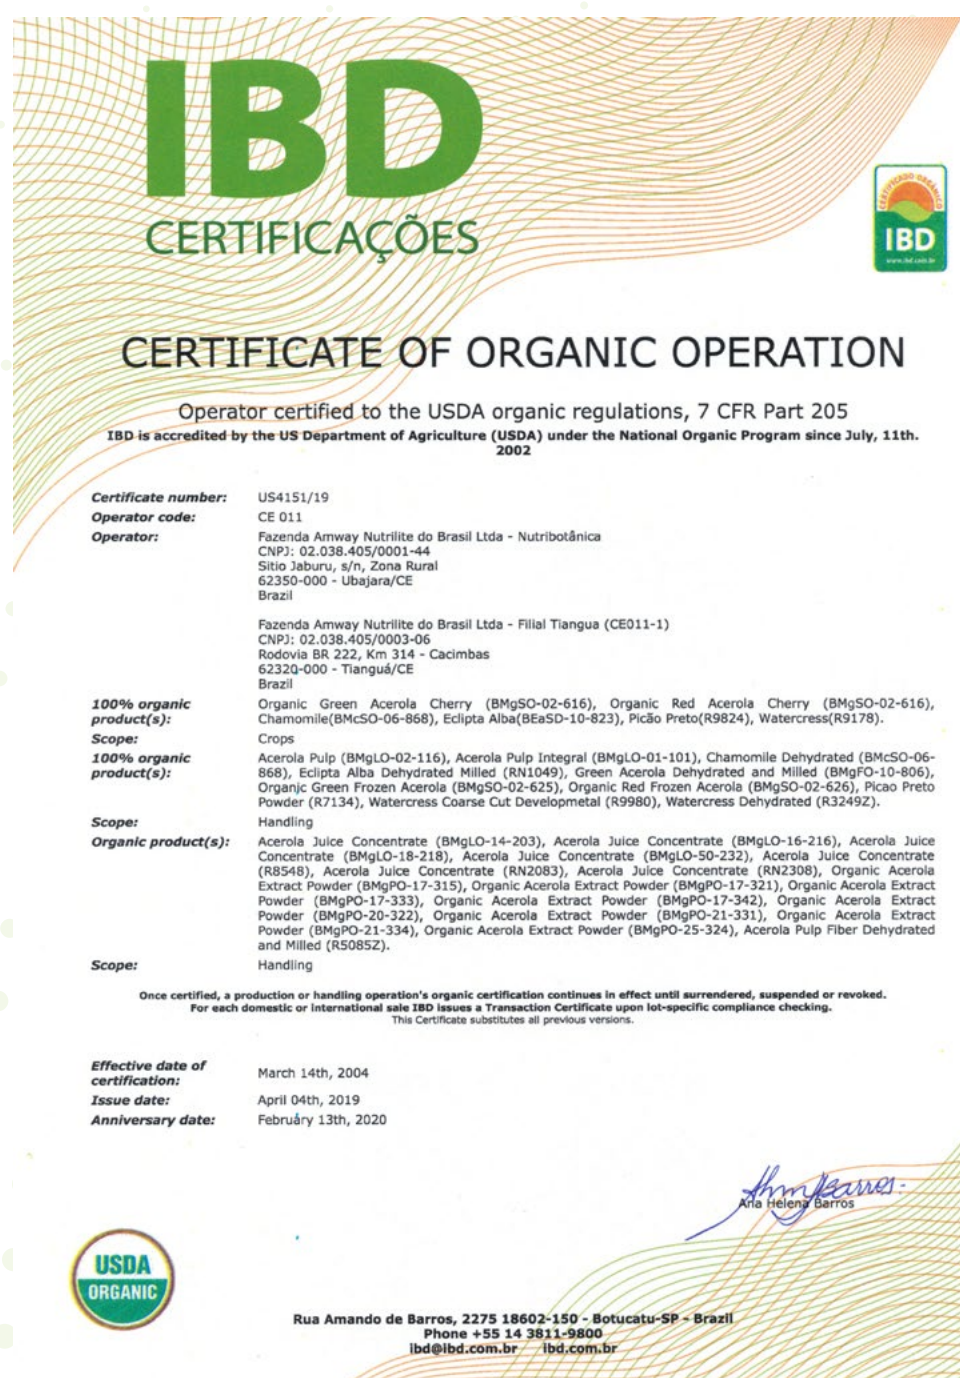 IBD
CERTIFICAÇÕES
CERTIFICADO ORGÂNICO
IBD
www.ibd.com.br
CERTIFICATE OF ORGANIC OPERATION
Operator certified to the USDA organic regulations, 7 CFR Part 205
IBD is accredited by the US Department of Agriculture (USDA) under the National Organic Program since July, 11th.
2002
Certificate number: US4151/19
Operator code: CE 011
Operator: Fazenda Amway Nutrilite do Brasil Ltda - Nutribotânica
CNPJ: 02.038.405/0001-44
Sitio Jaburu, s/n, Zona Rural
62350-000 - Ubajara/CE
Brazil
Fazenda Amway Nutrilite do Brasil Ltda - Filial Tiangua (CE011-1)
CNPJ: 02.038.405/0003-06
Rodovia BR 222, Km 314 - Cacimbas
62320-000 - Tianguá/CE
Brazil
100% organic product(s): Organic Green Acerola Cherry (BMgSO-02-616), Organic Red Acerola Cherry (BMgSO-02-616),
Chamomile(BMcSO-06-868), Eclipta Alba(BEaSD-10-823), Picão Preto(R9824), Watercress(R9178).
Scope: Crops
100% organic product(s): Acerola Pulp (BMgLO-02-116), Acerola Pulp Integral (BMgLO-01-101), Chamomile Dehydrated (BMcSO-06-
868), Eclipta Alba Dehydrated Milled (RN1049), Green Acerola Dehydrated and Milled (BMgFO-10-806),
Organic Green Frozen Acerola (BMgSO-02-625), Organic Red Frozen Acerola (BMgSO-02-626), Picao Preto
Powder (R7134), Watercress Coarse Cut Developmetal (R9980), Watercress Dehydrated (R3249Z).
Scope: Handling
Organic product(s): Acerola Juice Concentrate (BMgLO-14-203), Acerola Juice Concentrate (BMgLO-16-216), Acerola Juice
Concentrate (BMgLO-18-218), Acerola Juice Concentrate (BMgLO-50-232), Acerola Juice Concentrate
(R8548), Acerola Juice Concentrate (RN2083), Acerola Juice Concentrate (RN2308), Organic Acerola
Extract Powder (BMgPO-17-315), Organic Acerola Extract Powder (BMgPO-17-321), Organic Acerola Extract
Powder (BMgPO-17-333), Organic Acerola Extract Powder (BMgPO-17-342), Organic Acerola Extract
Powder (BMgPO-20-322), Organic Acerola Extract Powder (BMgPO-21-331), Organic Acerola Extract
Powder (BMgPO-21-334), Organic Acerola Extract Powder (BMgPO-25-324), Acerola Pulp Fiber Dehydrated
and Milled (R5085Z).
Scope: Handling
Once certified, a production or handling operation's organic certification continues in effect until surrendered, suspended or revoked.
For each domestic or international sale IBD issues a Transaction Certificate upon lot-specific compliance checking.
This Certificate substitutes all previous versions.
Effective date of certification: March 14th, 2004
Issue date: April 04th, 2019
Anniversary date: February 13th, 2020
Ana Helena Barros
USDA
ORGANIC
Rua Amando de Barros, 2275 18602-150 - Botucatu-SP - Brazil
Phone +55 14 3811-9800
ibd@ibd.com.br ibd.com.br